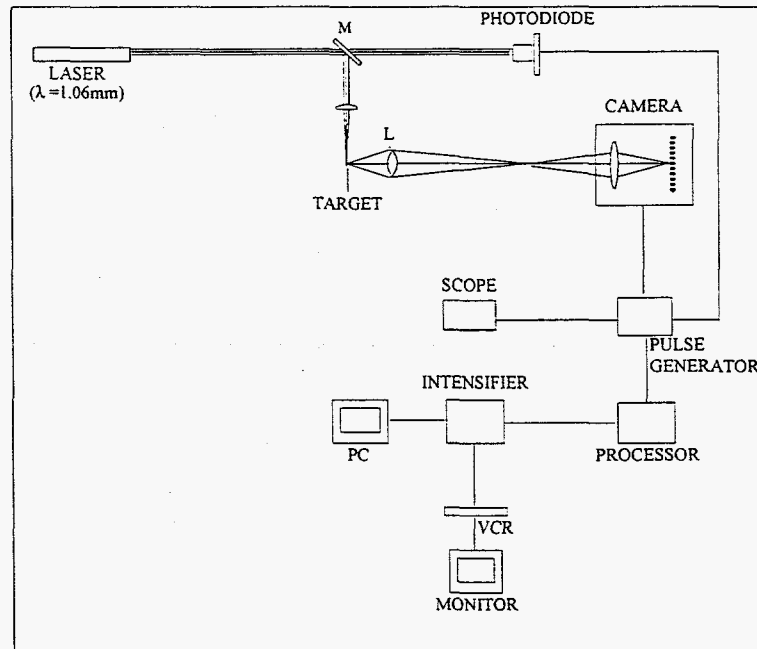 PHOTODIODE
M
LASER
(λ =1.06mm)
CAMERA
L
TARGET
SCOPE
PULSE
GENERATOR
INTENSIFIER
PC
PROCESSOR
VCR
MONITOR